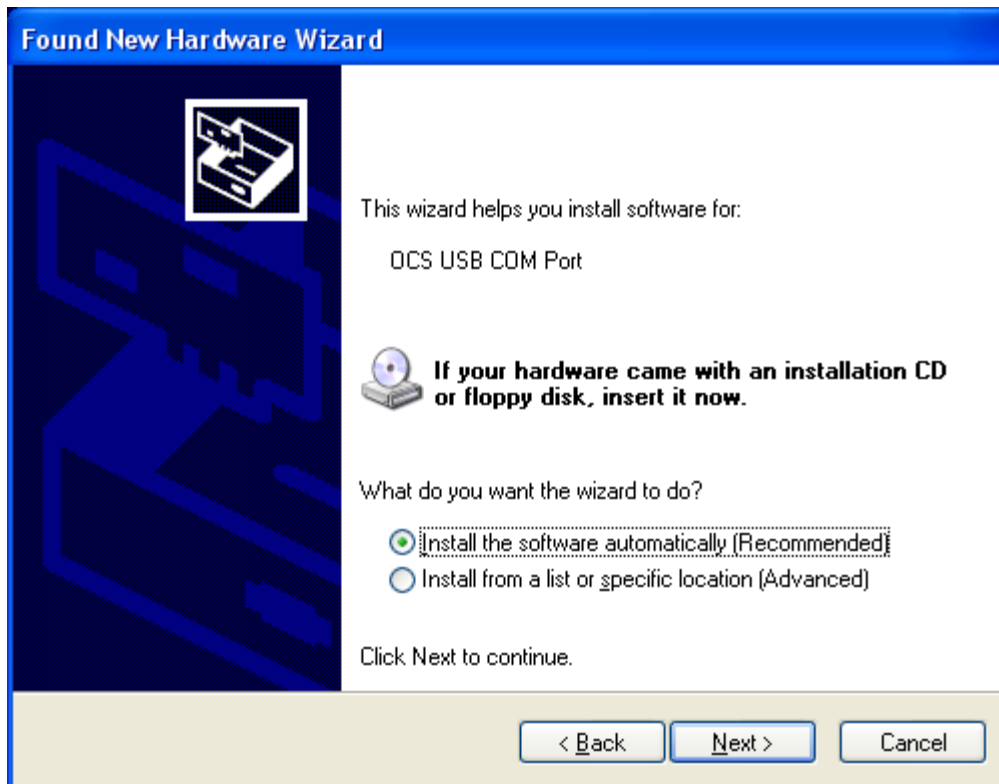 Found New Hardware Wizard
This wizard helps you install software for:
OCS USB COM Port
If your hardware came with an installation CD
or floppy disk, insert it now.
What do you want the wizard to do?
Install the software automatically (Recommended)
Install from a list or specific location (Advanced)
Click Next to continue.
< Back Next > Cancel